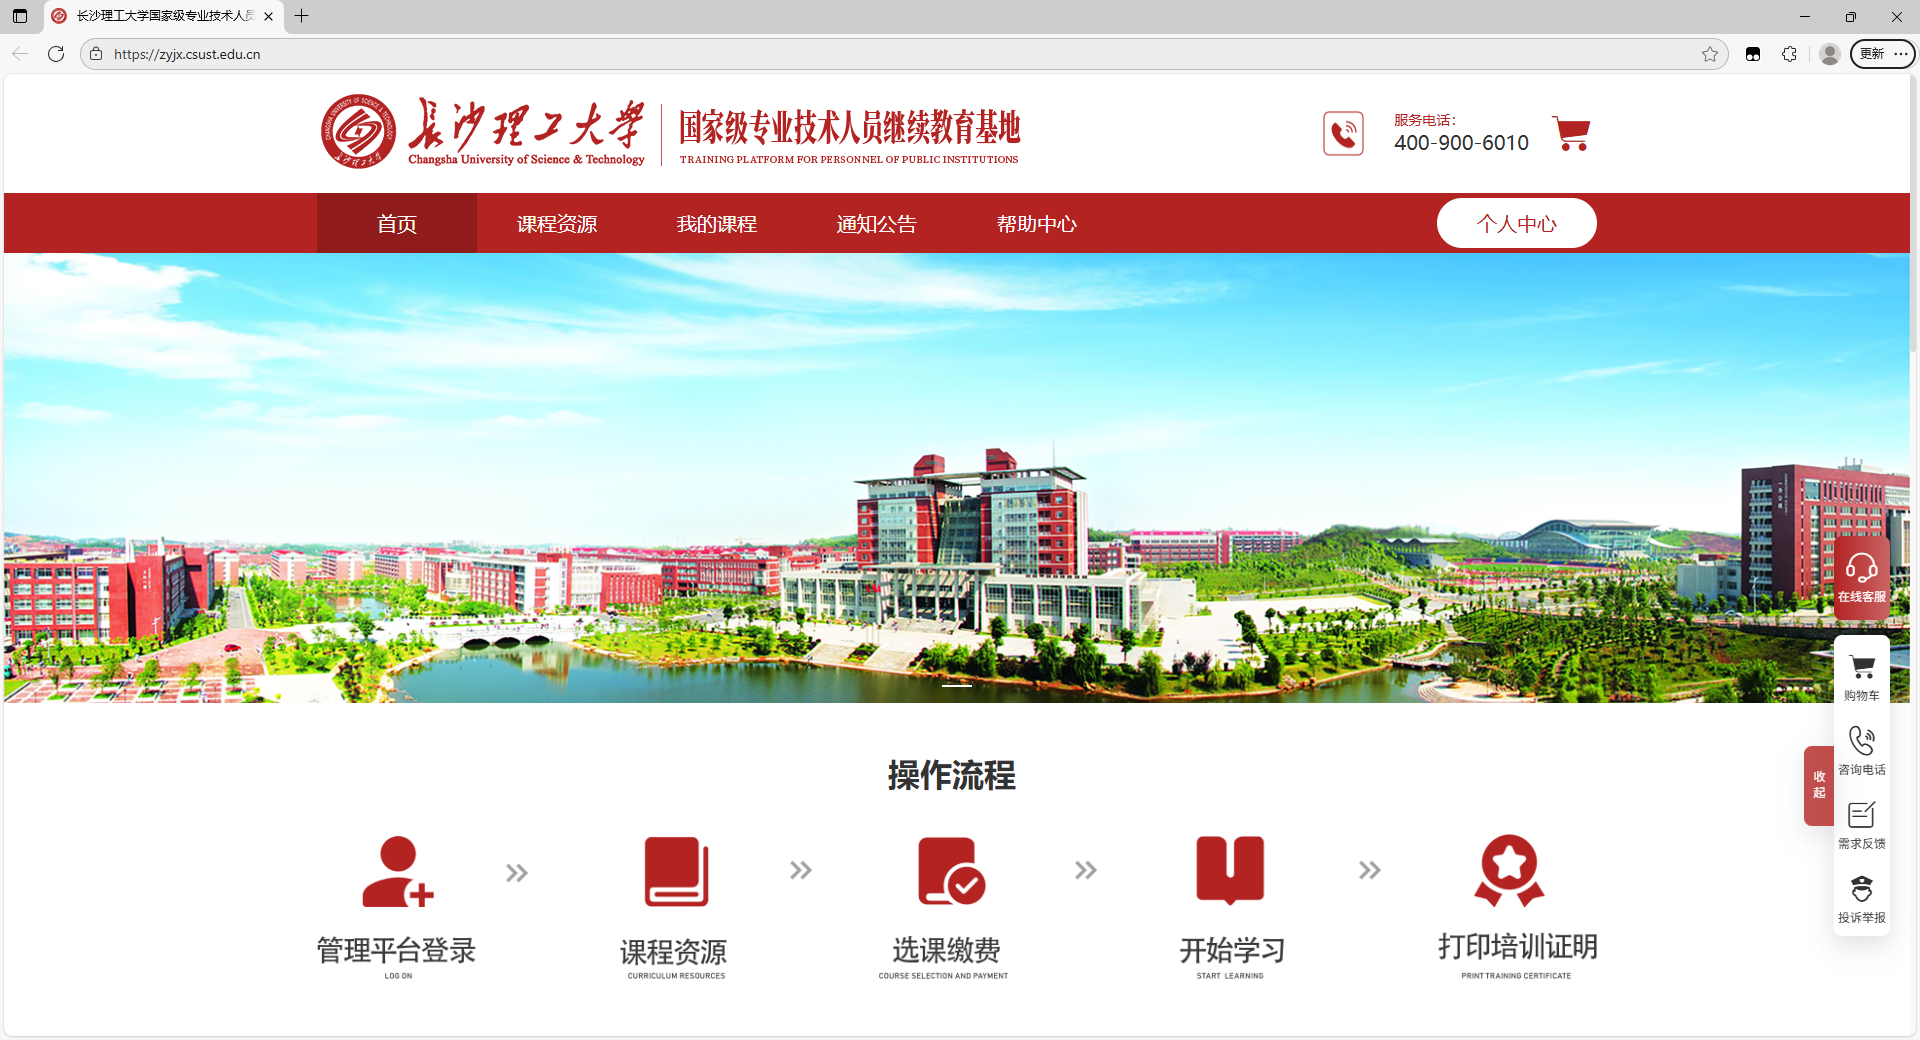 长沙理工大学国家级专业技术人员
https://zyjx.csust.edu.cn
更新
长沙理工大学
Changsha University of Science & Technology
国家级专业技术人员继续教育基地
TRAINING PLATFORM FOR PERSONNEL OF PUBLIC INSTITUTIONS
服务电话：
400-900-6010
首页
课程资源
我的课程
通知公告
帮助中心
个人中心
在线客服
购物车
咨询电话
需求反馈
投诉举报
收起
操作流程
管理平台登录
LOG ON
课程资源
CURRICULUM RESOURCES
选课缴费
COURSE SELECTION AND PAYMENT
开始学习
START LEARNING
打印培训证明
PRINT TRAINING CERTIFICATE